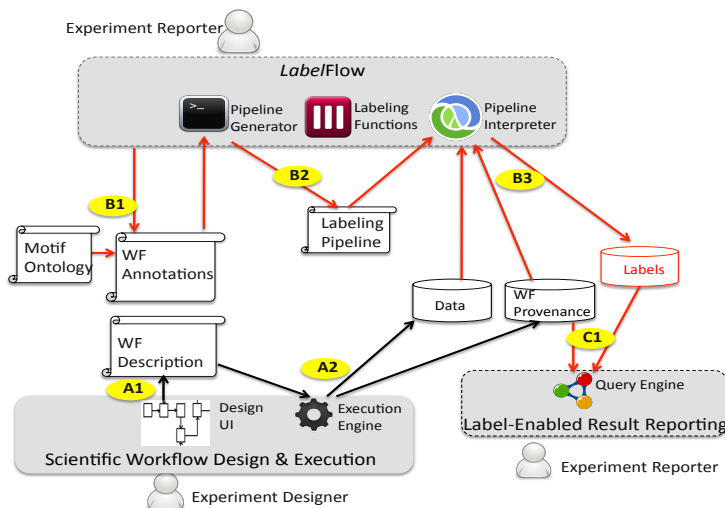 Experiment Reporter
LabelFlow
>_
Pipeline
Generator
Labeling
Functions
Pipeline
Interpreter
B1
B2
B3
Motif
Ontology
WF
Annotations
Labeling
Pipeline
Labels
Data
WF
Provenance
WF
Description
A1
A2
C1
Design
UI
Execution
Engine
Scientific Workflow Design & Execution
Query Engine
Label-Enabled Result Reporting
Experiment Reporter
Experiment Designer